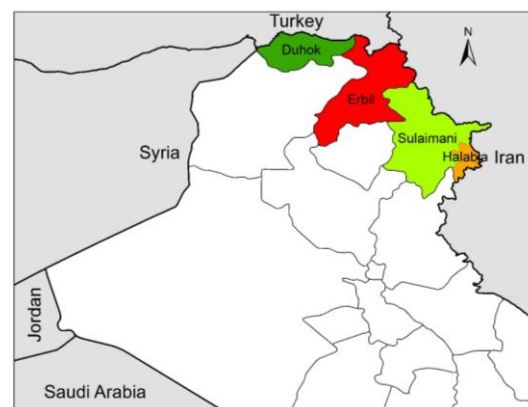 Turkey
N
Duhok
Erbil
Sulaimani
Syria
Halabja
Iran
Jordan
Saudi Arabia